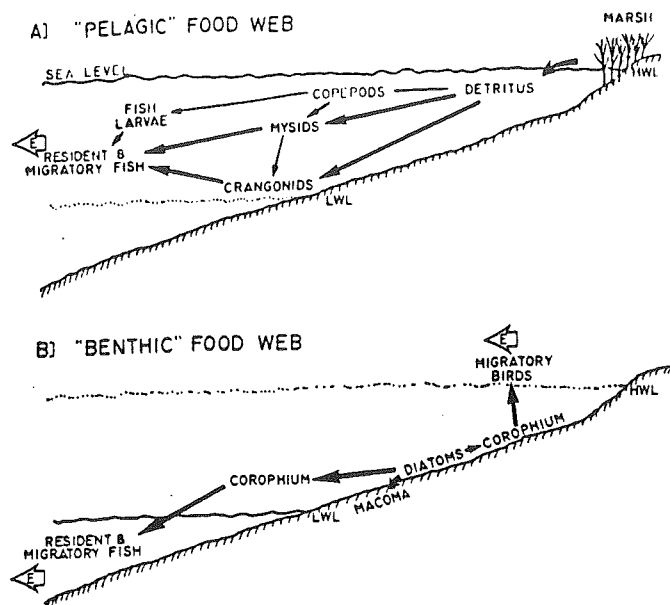 A] "PELAGIC" FOOD WEB
MARSH
SEA LEVEL
HWL
COPEPODS
DETRITUS
FISH
LARVAE
MYSIDS
E
RESIDENT &
MIGRATORY FISH
CRANGONIDS
LWL
B] "BENTHIC" FOOD WEB
E
MIGRATORY
BIRDS
HWL
COROPHIUM
DIATOMS
COROPHIUM
MACOMA
LWL
RESIDENT &
MIGRATORY FISH
E